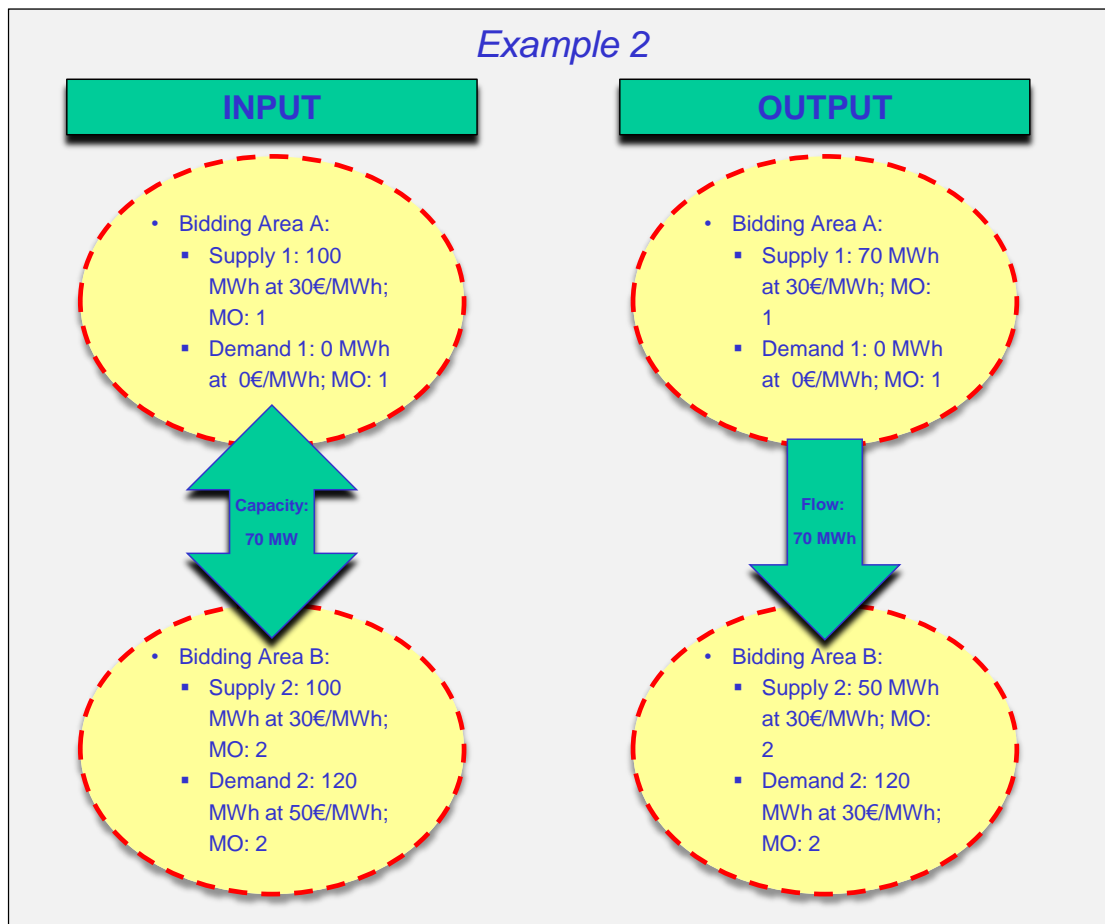 Example 2
INPUT
• Bidding Area A:
▪ Supply 1: 100
MWh at 30€/MWh;
MO: 1
▪ Demand 1: 0 MWh
at 0€/MWh; MO: 1
Capacity:
70 MW
• Bidding Area B:
▪ Supply 2: 100
MWh at 30€/MWh;
MO: 2
▪ Demand 2: 120
MWh at 50€/MWh;
MO: 2
OUTPUT
• Bidding Area A:
▪ Supply 1: 70 MWh
at 30€/MWh; MO:
1
▪ Demand 1: 0 MWh
at 0€/MWh; MO: 1
Flow:
70 MWh
• Bidding Area B:
▪ Supply 2: 50 MWh
at 30€/MWh; MO:
2
▪ Demand 2: 120
MWh at 30€/MWh;
MO: 2